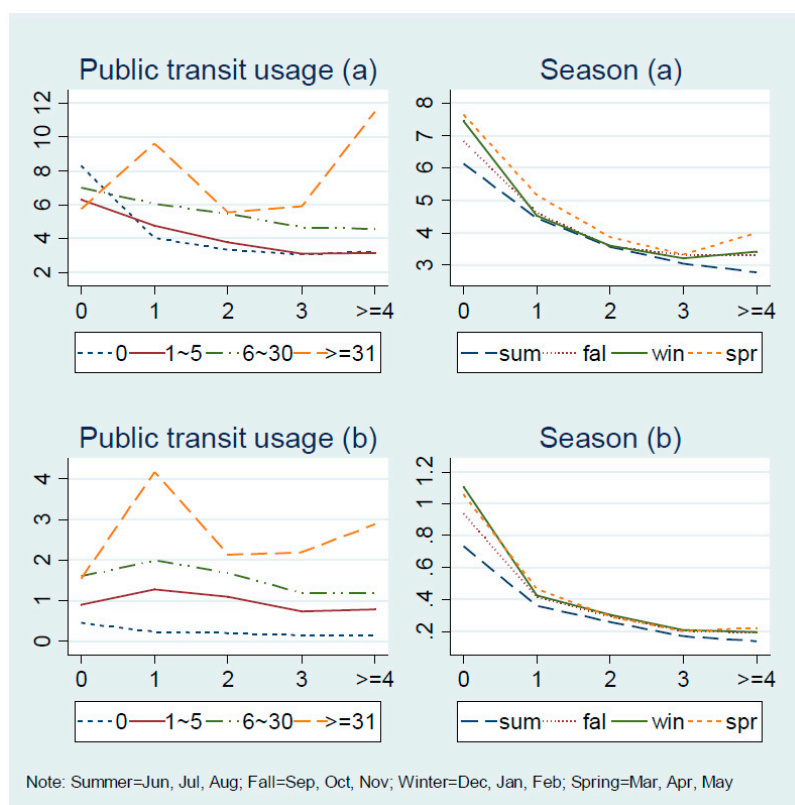 Public transit usage (a)
12
10
8
6
4
2
0 1 2 3 >=4
0 1~5 6~30 >=31
Season (a)
8
7
6
5
4
3
0 1 2 3 >=4
sum fal win spr
Public transit usage (b)
4
3
2
1
0
0 1 2 3 >=4
0 1~5 6~30 >=31
Season (b)
1.2
1
.8
.6
.4
.2
0 1 2 3 >=4
sum fal win spr
Note: Summer=Jun, Jul, Aug; Fall=Sep, Oct, Nov; Winter=Dec, Jan, Feb; Spring=Mar, Apr, May